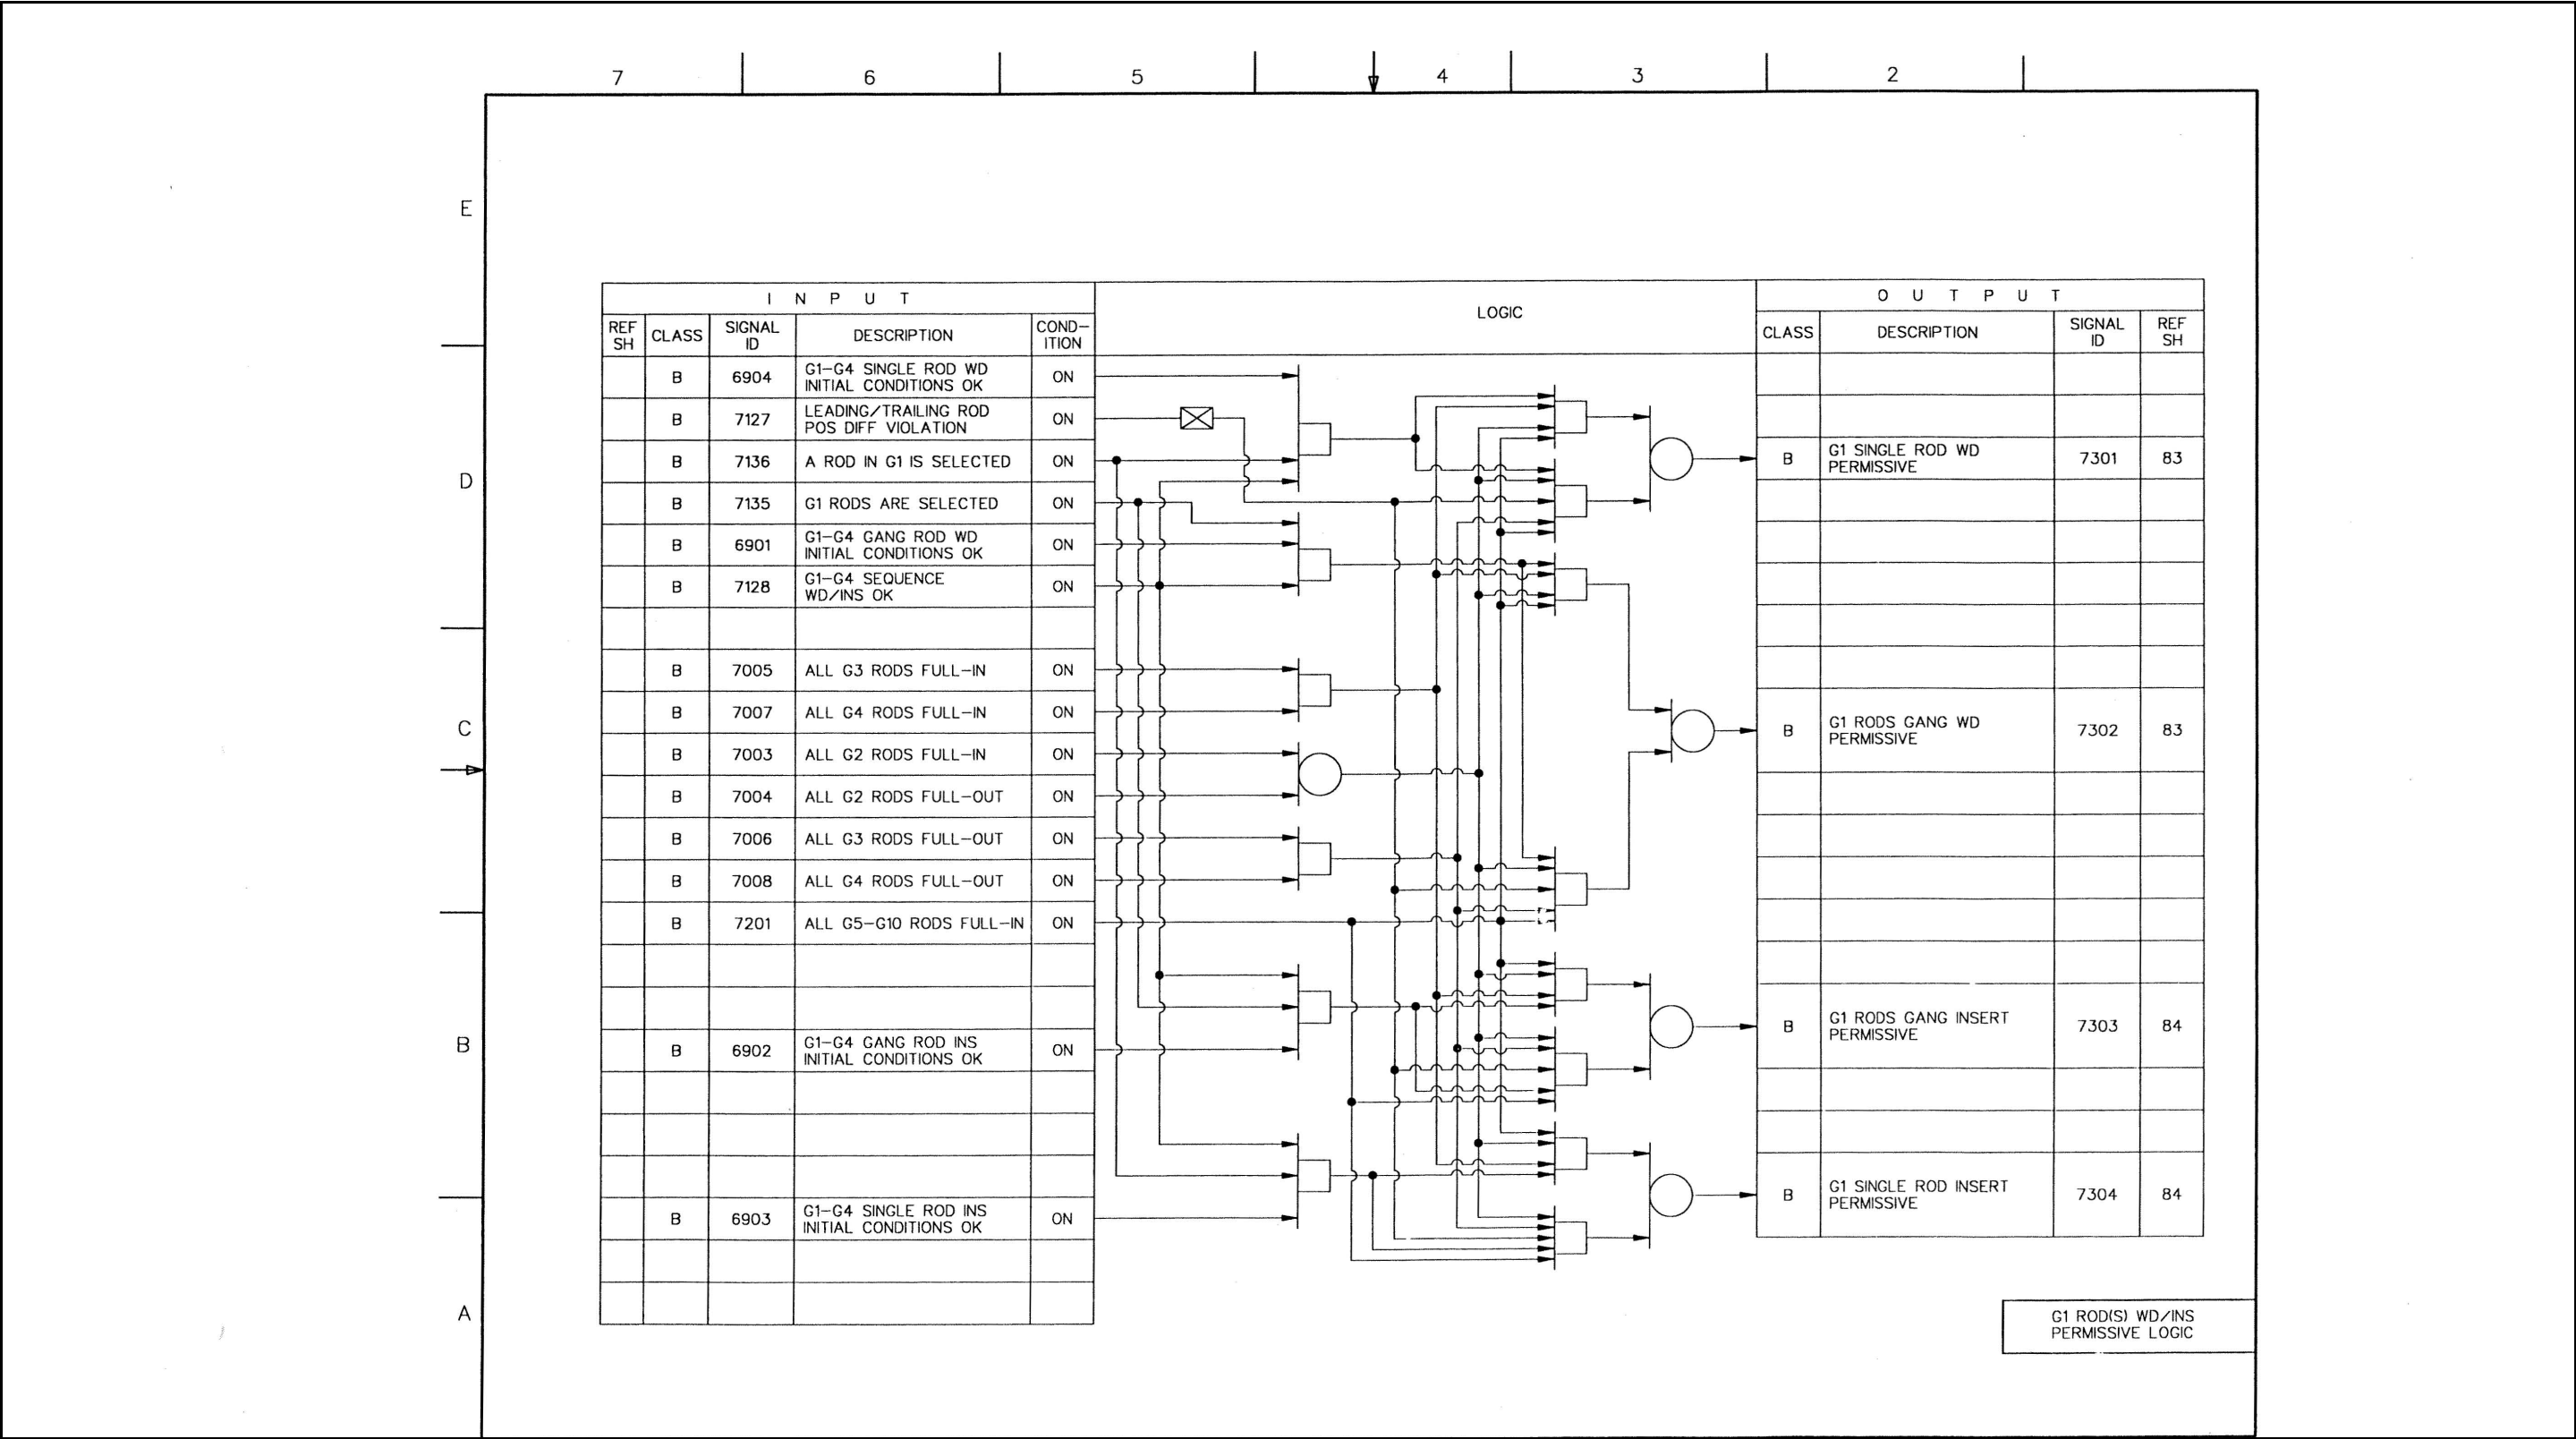 7 6 5 4 3 2
E
D
C
B
A
I N P U T
LOGIC
O U T P U T
REF SH CLASS SIGNAL ID DESCRIPTION COND-ITION
CLASS DESCRIPTION SIGNAL ID REF SH
B 6904 G1-G4 SINGLE ROD WD
INITIAL CONDITIONS OK ON
B 7127 LEADING/TRAILING ROD
POS DIFF VIOLATION ON
B 7136 A ROD IN G1 IS SELECTED ON
B 7135 G1 RODS ARE SELECTED ON
B 6901 G1-G4 GANG ROD WD
INITIAL CONDITIONS OK ON
B 7128 G1-G4 SEQUENCE
WD/INS OK ON
B 7005 ALL G3 RODS FULL-IN ON
B 7007 ALL G4 RODS FULL-IN ON
B 7003 ALL G2 RODS FULL-IN ON
B 7004 ALL G2 RODS FULL-OUT ON
B 7006 ALL G3 RODS FULL-OUT ON
B 7008 ALL G4 RODS FULL-OUT ON
B 7201 ALL G5-G10 RODS FULL-IN ON
B 6902 G1-G4 GANG ROD INS
INITIAL CONDITIONS OK ON
B 6903 G1-G4 SINGLE ROD INS
INITIAL CONDITIONS OK ON
B G1 SINGLE ROD WD
PERMISSIVE 7301 83
B G1 RODS GANG WD
PERMISSIVE 7302 83
B G1 RODS GANG INSERT
PERMISSIVE 7303 84
B G1 SINGLE ROD INSERT
PERMISSIVE 7304 84
G1 ROD(S) WD/INS
PERMISSIVE LOGIC